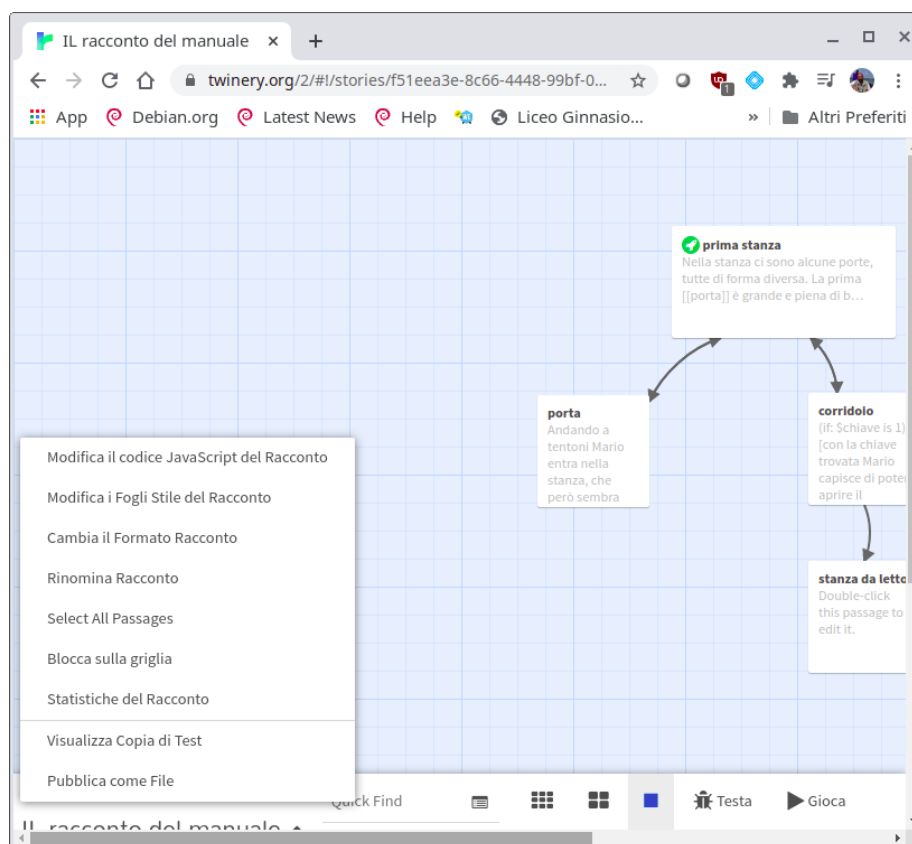 IL racconto del manuale
twinery.org/2/#!/stories/f51eea3e-8c66-4448-99bf-0...
1
App
Debian.org
Latest News
Help
Liceo Ginnasio...
»
Altri Preferiti
prima stanza
Nella stanza ci sono alcune porte,
tutte di forma diversa. La prima
[[porta]] è grande e piena di b...
porta
Andando a
tentoni Mario
entra nella
stanza, che
però sembra
corridoio
(if: $chiave is 1)
[con la chiave
trovata Mario
capisce di poter
aprire il
stanza da letto
Double-click
this passage to
edit it.
Modifica il codice JavaScript del Racconto
Modifica i Fogli Stile del Racconto
Cambia il Formato Racconto
Rinomina Racconto
Select All Passages
Blocca sulla griglia
Statistiche del Racconto
Visualizza Copia di Test
Pubblica come File
Quick Find
Testa
Gioca
IL racconto del manuale